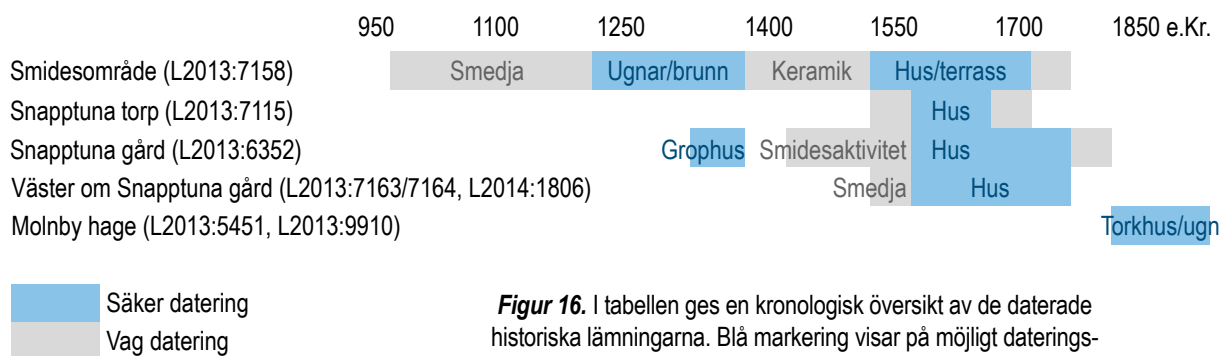 950 1100 1250 1400 1550 1700 1850 e.Kr.
Smidesområde (L2013:7158) Smedja Ugnar/brunn Keramik Hus/terrass
Snapptuna torp (L2013:7115) Hus
Snapptuna gård (L2013:6352) Grophus Smidesaktivitet Hus
Väster om Snapptuna gård (L2013:7163/7164, L2014:1806) Smedja Hus
Molnby hage (L2013:5451, L2013:9910) Torkhus/ugn
Säker datering
Vag datering
Figur 16. I tabellen ges en kronologisk översikt av de daterade
historiska lämningarna. Blå markering visar på möjligt daterings-